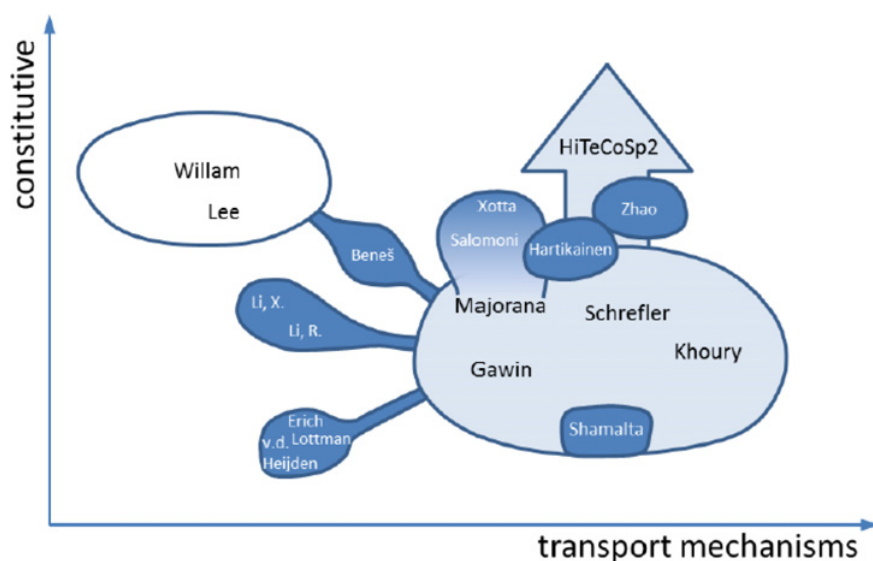 constitutive
HiTeCoSp2
Willam
Lee
Xotta
Zhao
Salomoni
Hartikainen
Beneš
Li, X.
Li, R.
Majorana
Schrefler
Khoury
Gawin
Erich
v.d. Lottman
Heijden
Shamalta
transport mechanisms